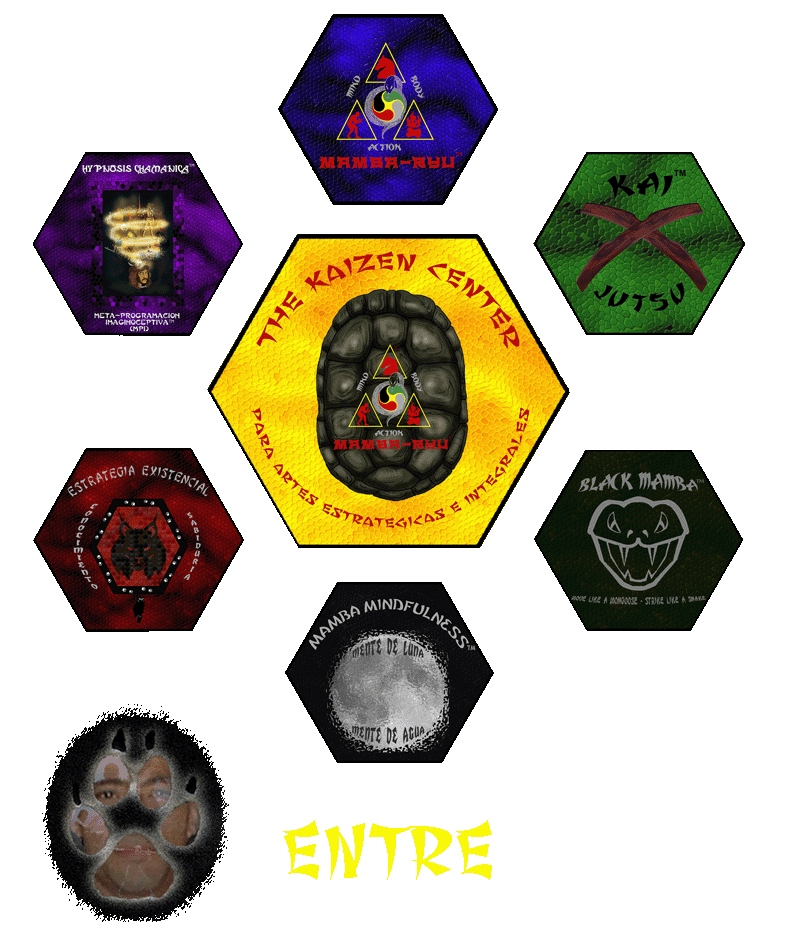 MIND
BODY
ACTION
MAMBA-RYU
HYPNOSIS CHAMANICA™
META-PROGRAMACION
IMAGINOCEPTIVA™
(MPI)
KAI™
JUTSU
THE KAIZEN CENTER
MIND
BODY
ACTION
MAMBA-RYU
PARA ARTES ESTRATEGICAS E INTEGRALES
ESTRATEGIA EXISTENCIAL
CONOCIMIENTO
SABIDURIA
BLACK MAMBA™
MOVE LIKE A MONGOOSE - STRIKE LIKE A SNAKE
MAMBA MINDFULNESS™
MENTE DE LUNA
MENTE DE AGUA
ENTRE